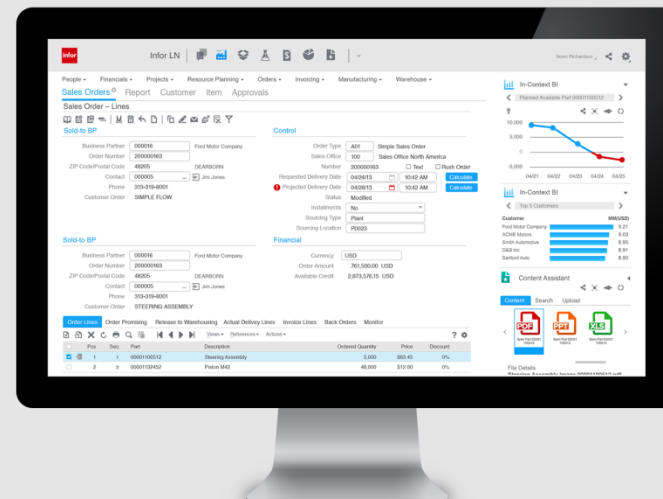 infor
Infor LN
Norm Richardson
People Financials Projects Resource Planning Orders Invoicing Manufacturing Warehouse
Sales Orders Report Customer Item Approvals
Sales Order – Lines
Sold-to BP
Business Partner 000016 Ford Motor Company
Order Number 200000163
ZIP Code/Postal Code 48205 DEARBORN
Contact 000005 ... Jim Jones
Phone 313-319-8001
Customer Order SIMPLE FLOW
Control
Order Type A01 Simple Sales Order
Sales Office 100 Sales Office North America
Number 200000163 Text Rush Order
Requested Delivery Date 04/24/15 10:42 AM Calculate
Projected Delivery Date 04/28/15 10:42 AM Calculate
Status Modified
Installments No
Sourcing Type Plant
Sourcing Location P0023
Sold-to BP
Business Partner 000016 Ford Motor Company
Order Number 200000163
ZIP Code/Postal Code 48205 DEARBORN
Contact 000005 ... Jim Jones
Phone 313-319-8001
Customer Order STEERING ASSEMBLY
Financial
Currency USD
Order Amount 761,500.00 USD
Available Credit 2,673,576.15 USD
Order Lines Order Promising Release to Warehousing Actual Delivey Lines Invoice Lines Back Orders Monitor
Views References Actions
Pos Seq Part Description Ordered Quantity Price Discount
1 1 00001100512 Steering Assembly 3,000 $63.45 0%
2 2 00001132452 Piston M42 48,000 $12.00 0%
In-Context BI
Planned Available Part 00001100512
10,000
5,000
0
-5,000
04/21 04/22 04/23 04/24 04/25
In-Context BI
Top 5 Customers
Customer MM(USD)
Ford Motor Company 9.21
ACME Motors 9.03
Smith Automotive 8.95
D&B Inc 8.91
Sanford Auto 8.90
Content Assistant
Content Search Upload
PDF PPT XLS
File Details
Steering Assembly Image 00001100512.pdf